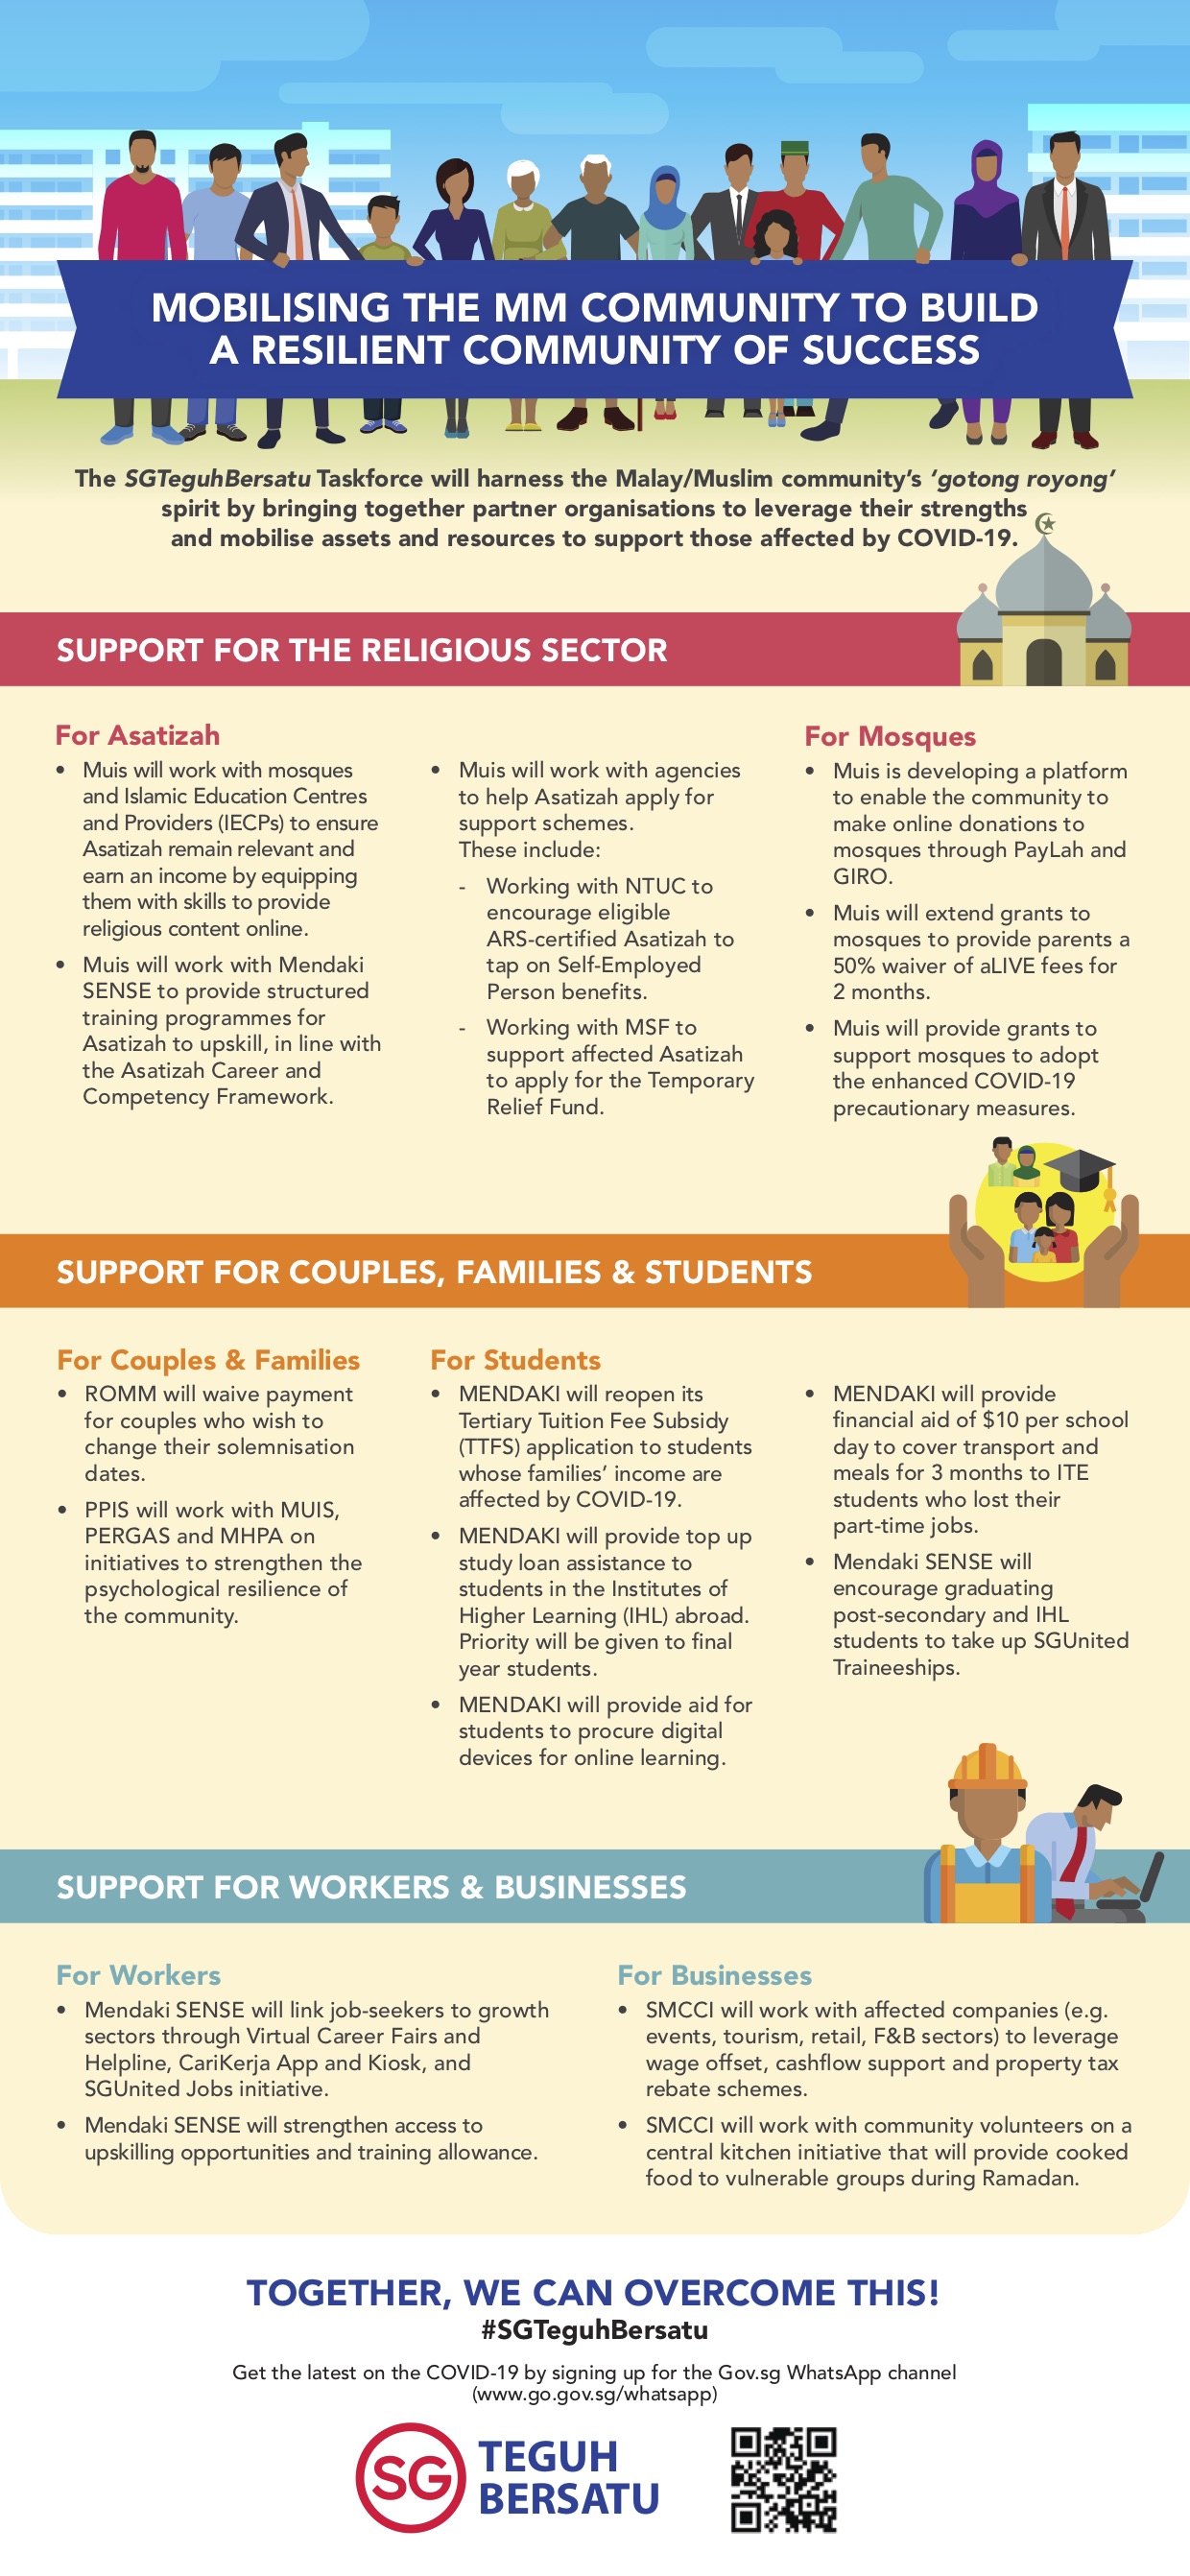 MOBILISING THE MM COMMUNITY TO BUILD
A RESILIENT COMMUNITY OF SUCCESS
The SGTeguhBersatu Taskforce will harness the Malay/Muslim community's 'gotong royong'
spirit by bringing together partner organisations to leverage their strengths
and mobilise assets and resources to support those affected by COVID-19.
SUPPORT FOR THE RELIGIOUS SECTOR
For Asatizah
• Muis will work with mosques
and Islamic Education Centres
and Providers (IECPs) to ensure
Asatizah remain relevant and
earn an income by equipping
them with skills to provide
religious content online.
• Muis will work with Mendaki
SENSE to provide structured
training programmes for
Asatizah to upskill, in line with
the Asatizah Career and
Competency Framework.
• Muis will work with agencies
to help Asatizah apply for
support schemes.
These include:
- Working with NTUC to
encourage eligible
ARS-certified Asatizah to
tap on Self-Employed
Person benefits.
- Working with MSF to
support affected Asatizah
to apply for the Temporary
Relief Fund.
For Mosques
• Muis is developing a platform
to enable the community to
make online donations to
mosques through PayLah and
GIRO.
• Muis will extend grants to
mosques to provide parents a
50% waiver of aLIVE fees for
2 months.
• Muis will provide grants to
support mosques to adopt
the enhanced COVID-19
precautionary measures.
SUPPORT FOR COUPLES, FAMILIES & STUDENTS
For Couples & Families
• ROMM will waive payment
for couples who wish to
change their solemnisation
dates.
• PPIS will work with MUIS,
PERGAS and MHPA on
initiatives to strengthen the
psychological resilience of
the community.
For Students
• MENDAKI will reopen its
Tertiary Tuition Fee Subsidy
(TTFS) application to students
whose families' income are
affected by COVID-19.
• MENDAKI will provide top up
study loan assistance to
students in the Institutes of
Higher Learning (IHL) abroad.
Priority will be given to final
year students.
• MENDAKI will provide aid for
students to procure digital
devices for online learning.
• MENDAKI will provide
financial aid of $10 per school
day to cover transport and
meals for 3 months to ITE
students who lost their
part-time jobs.
• Mendaki SENSE will
encourage graduating
post-secondary and IHL
students to take up SGUnited
Traineeships.
SUPPORT FOR WORKERS & BUSINESSES
For Workers
• Mendaki SENSE will link job-seekers to growth
sectors through Virtual Career Fairs and
Helpline, CariKerja App and Kiosk, and
SGUnited Jobs initiative.
• Mendaki SENSE will strengthen access to
upskilling opportunities and training allowance.
For Businesses
• SMCCI will work with affected companies (e.g.
events, tourism, retail, F&B sectors) to leverage
wage offset, cashflow support and property tax
rebate schemes.
• SMCCI will work with community volunteers on a
central kitchen initiative that will provide cooked
food to vulnerable groups during Ramadan.
TOGETHER, WE CAN OVERCOME THIS!
#SGTeguhBersatu
Get the latest on the COVID-19 by signing up for the Gov.sg WhatsApp channel
(www.go.gov.sg/whatsapp)
SG
TEGUH
BERSATU